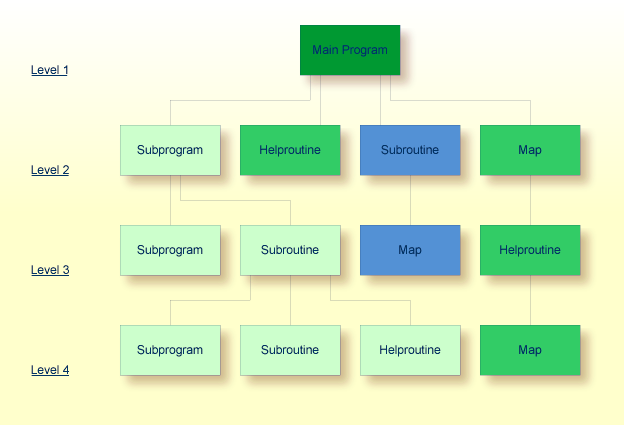 Main Program
Level 1
Subprogram Helproutine Subroutine Map
Level 2
Subprogram Subroutine Map Helproutine
Level 3
Subprogram Subroutine Helproutine Map
Level 4